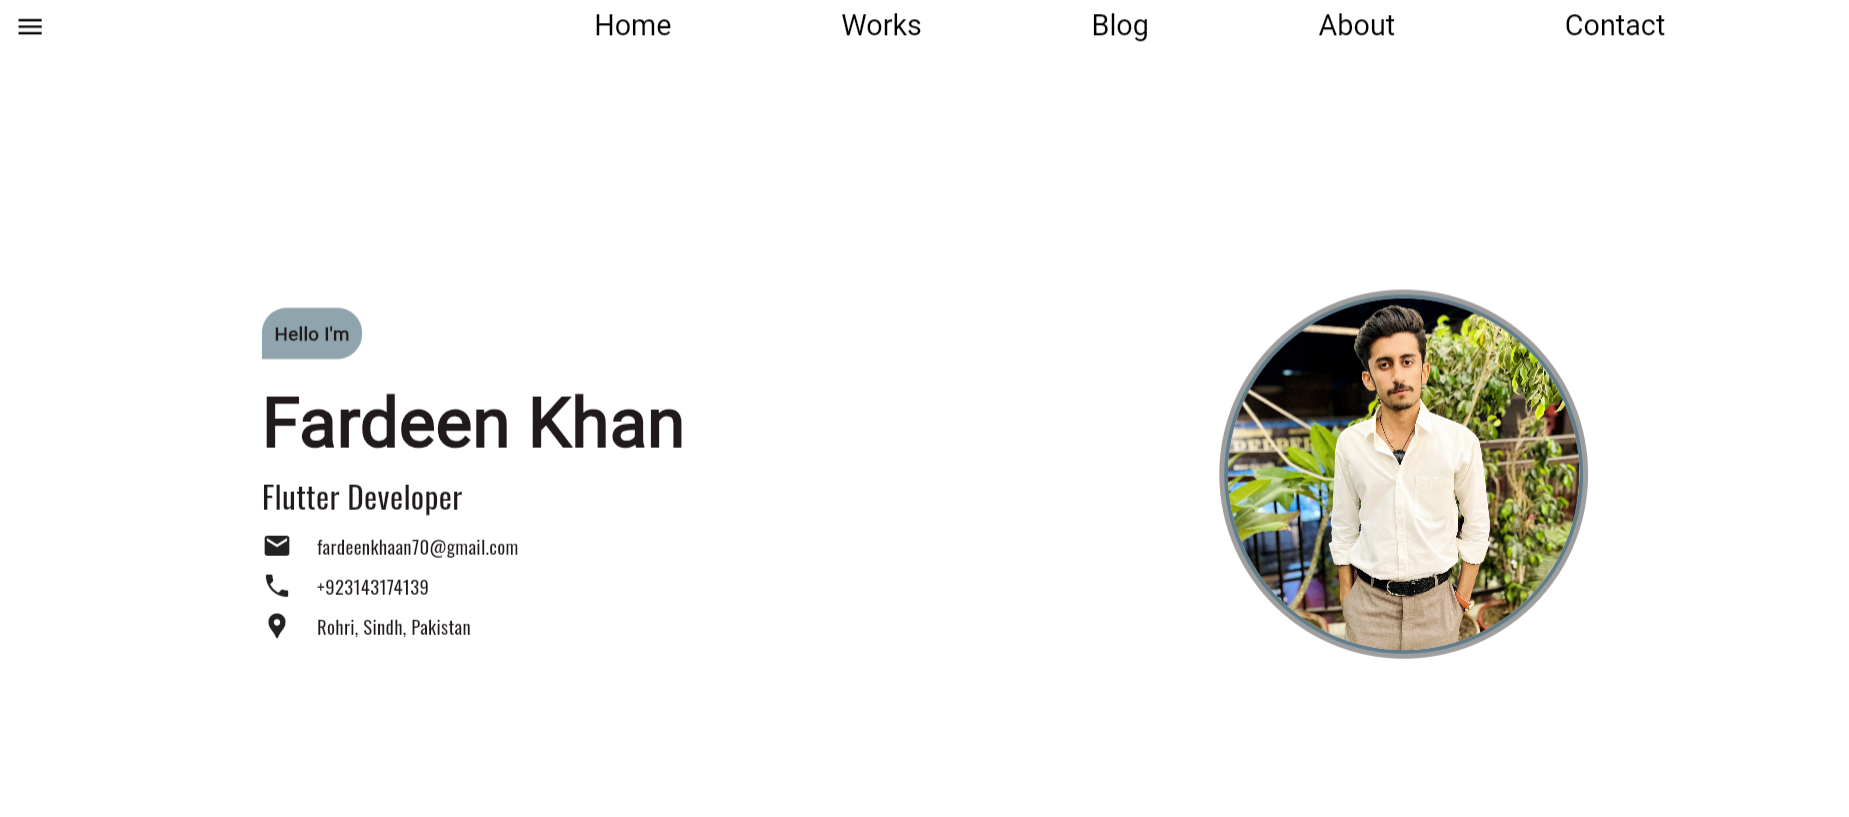 Home Works Blog About Contact
Hello I'm
Fardeen Khan
Flutter Developer
fardeenkhaan70@gmail.com
+923143174139
Rohri, Sindh, Pakistan